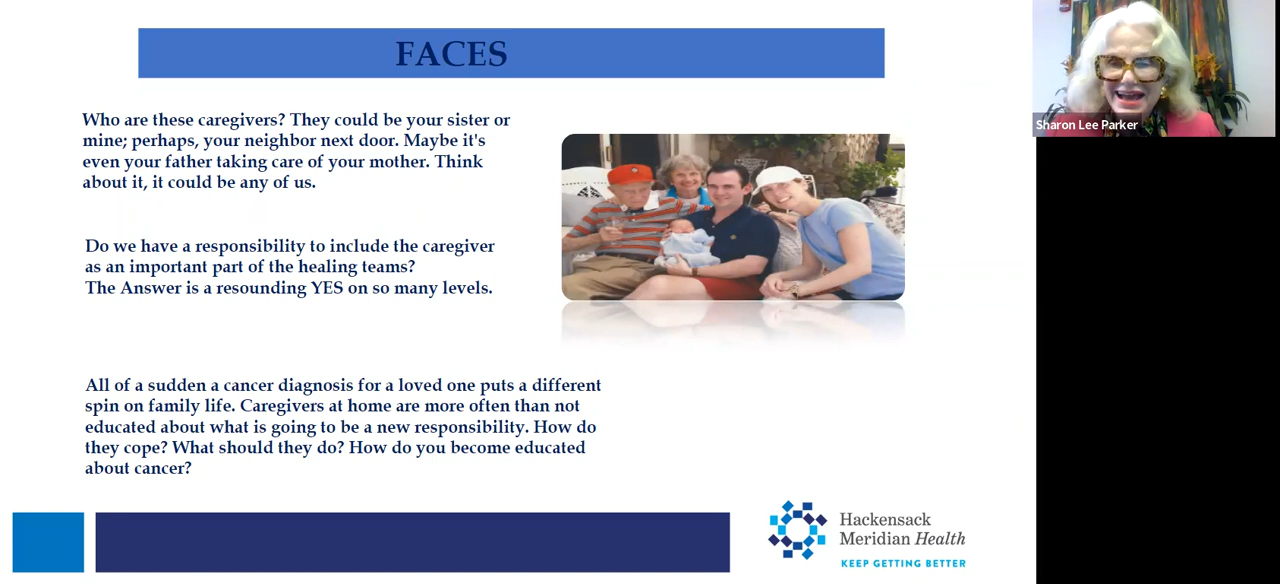 FACES
Who are these caregivers? They could be your sister or
mine; perhaps, your neighbor next door. Maybe it's
even your father taking care of your mother. Think
about it, it could be any of us.
Do we have a responsibility to include the caregiver
as an important part of the healing teams?
The Answer is a resounding YES on so many levels.
All of a sudden a cancer diagnosis for a loved one puts a different
spin on family life. Caregivers at home are more often than not
educated about what is going to be a new responsibility. How do
they cope? What should they do? How do you become educated
about cancer?
Hackensack
Meridian Health
KEEP GETTING BETTER
Sharon Lee Parker